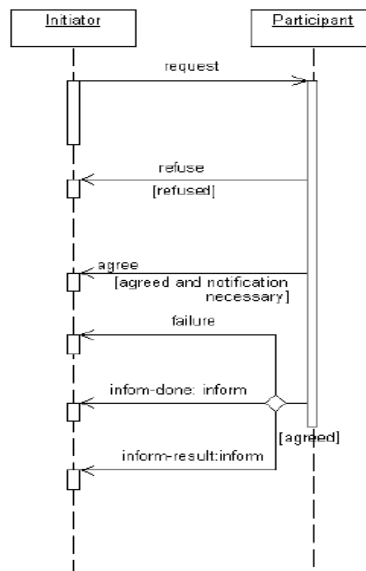 Initiator
Participant
request
refuse
[refused]
agree
[agreed and notification
necessary]
failure
infom-done: inform
[agreed]
inform-result:inform